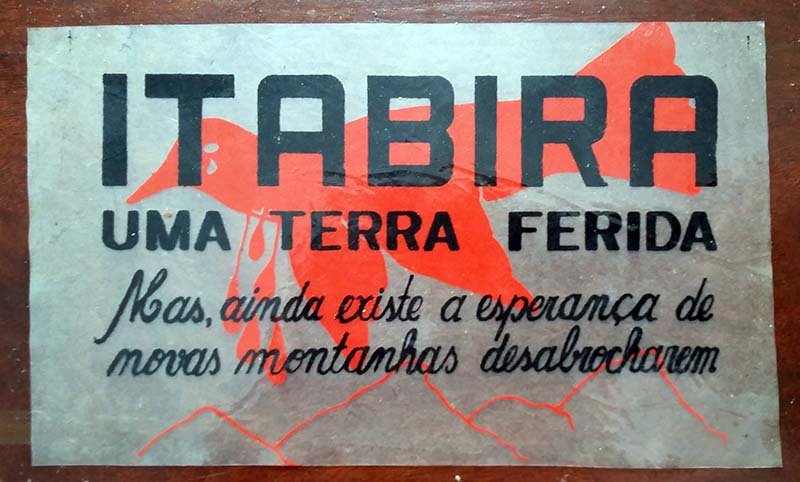 ITABIRA
UMA TERRA FERIDA
Mas, ainda existe a esperança de
novas montanhas desabrocharem